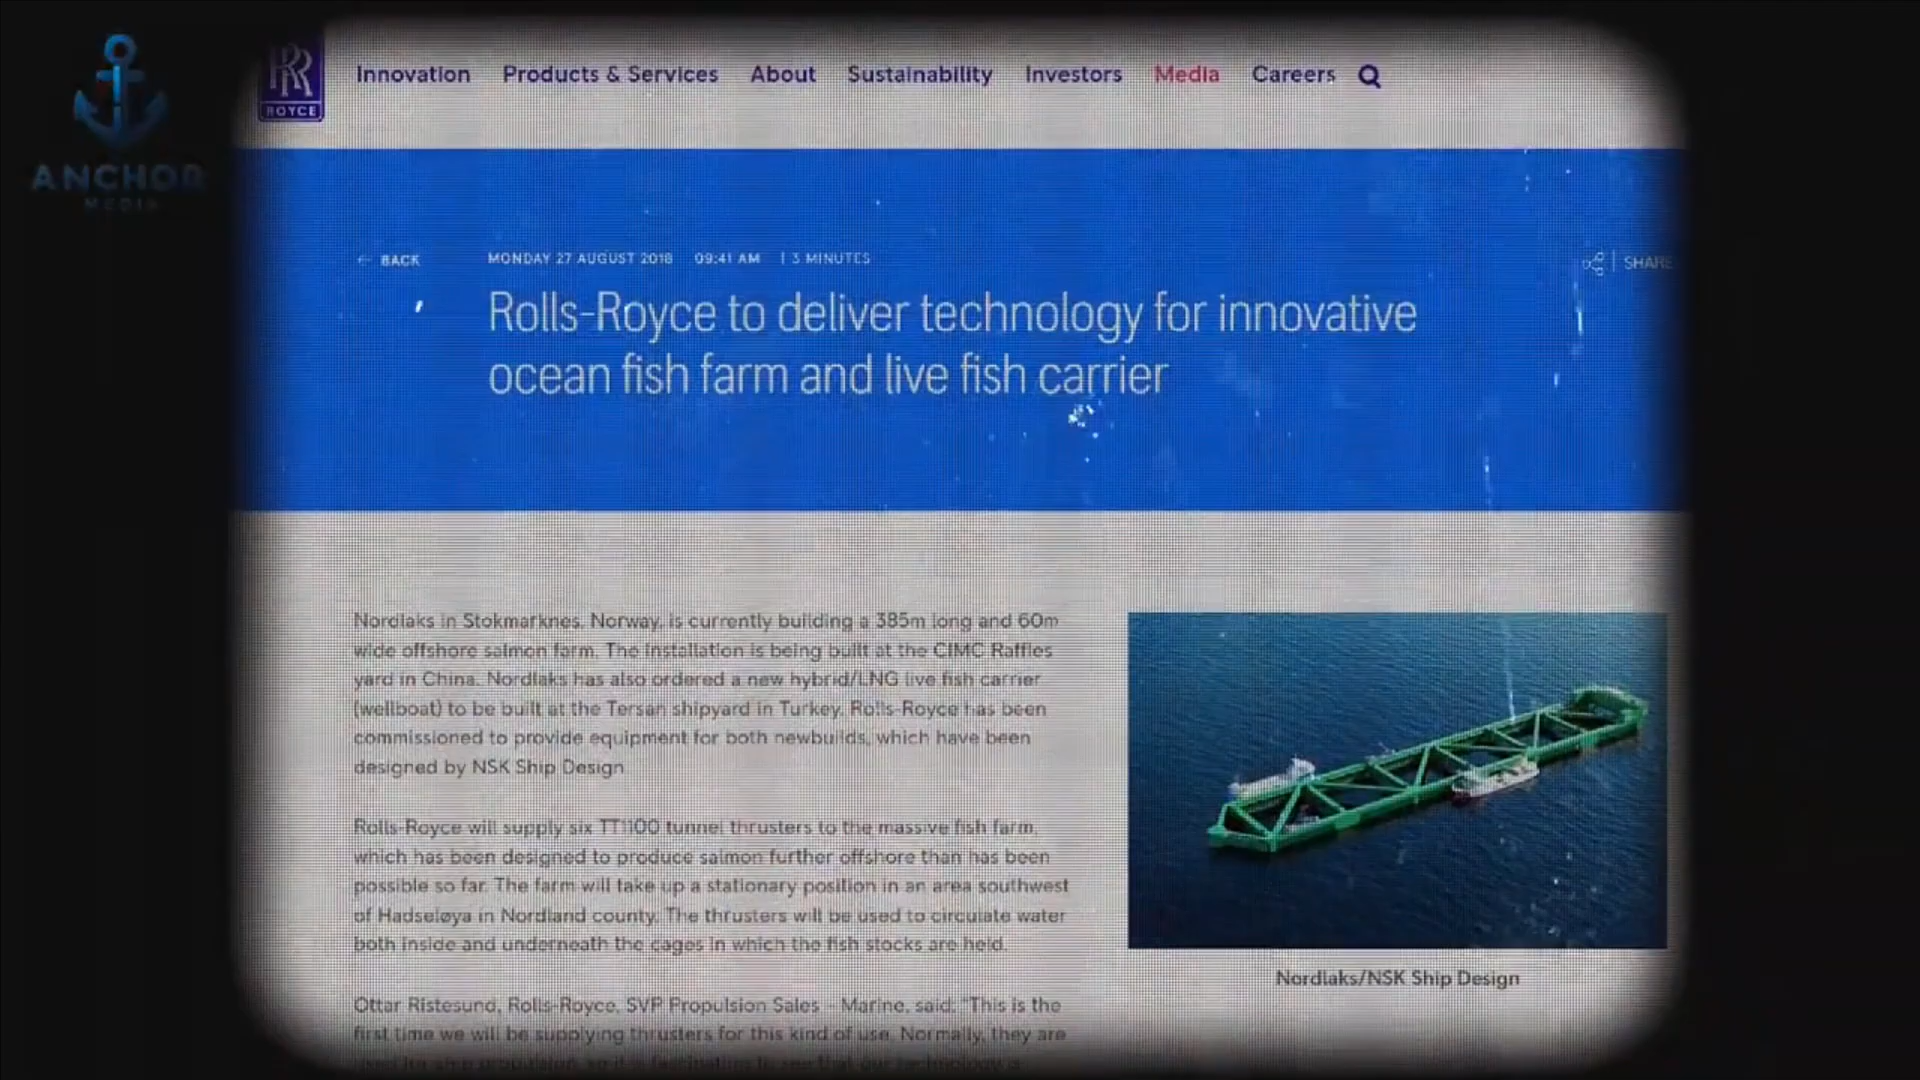 ANCHOR
MEDIA
RR
ROYCE
Innovation Products & Services About Sustainability Investors Media Careers
← BACK
MONDAY 27 AUGUST 2018 09:41 AM | 3 MINUTES
SHARE
Rolls-Royce to deliver technology for innovative
ocean fish farm and live fish carrier
Nordlaks in Stokmarknes, Norway, is currently building a 385m long and 60m
wide offshore salmon farm. The installation is being built at the CIMC Raffles
yard in China. Nordlaks has also ordered a new hybrid/LNG live fish carrier
(wellboat) to be built at the Tersan shipyard in Turkey. Rolls-Royce has been
commissioned to provide equipment for both newbuilds, which have been
designed by NSK Ship Design.
Rolls-Royce will supply six TT1100 tunnel thrusters to the massive fish farm,
which has been designed to produce salmon further offshore than has been
possible so far. The farm will take up a stationary position in an area southwest
of Hadseløya in Nordland county. The thrusters will be used to circulate water
both inside and underneath the cages in which the fish stocks are held.
Nordlaks/NSK Ship Design
Ottar Ristesund, Rolls-Royce, SVP Propulsion Sales – Marine, said: "This is the
first time we will be supplying thrusters for this kind of use. Normally, they are